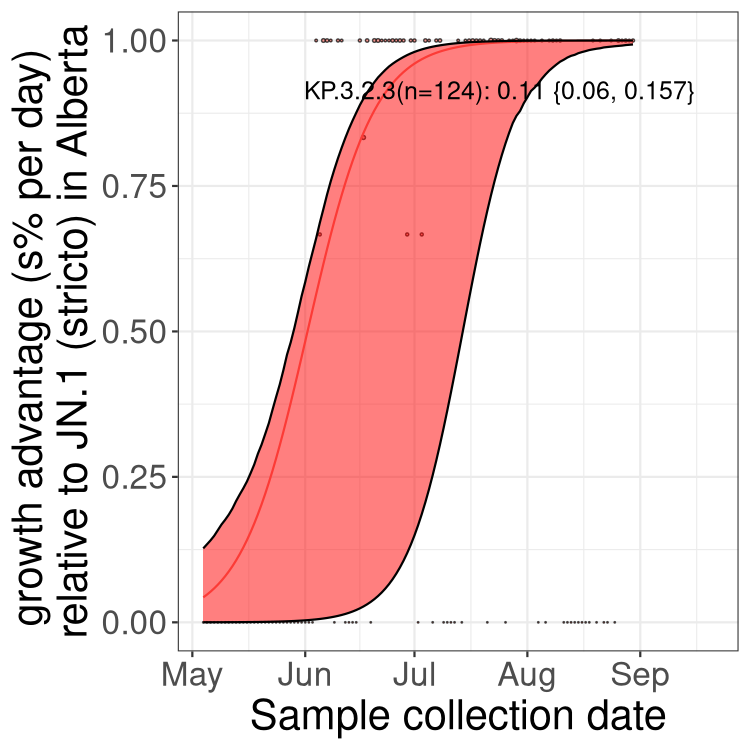 growth advantage (s% per day)
relative to JN.1 (stricto) in Alberta
1.00
0.75
0.50
0.25
0.00
KP.3.2.3(n=124): 0.11 {0.06, 0.157}
May Jun Jul Aug Sep
Sample collection date